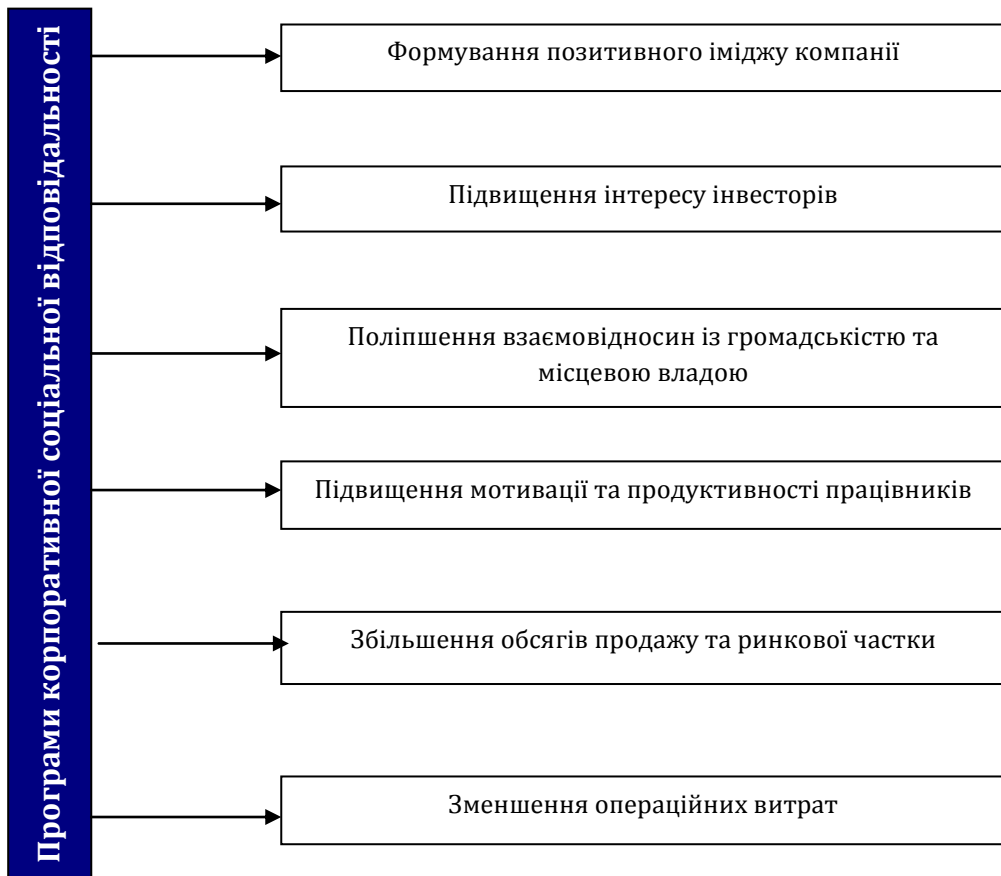 Програми корпоративної соціальної відповідальності
Формування позитивного іміджу компанії
Підвищення інтересу інвесторів
Поліпшення взаємовідносин із громадськістю та
місцевою владою
Підвищення мотивації та продуктивності працівників
Збільшення обсягів продажу та ринкової частки
Зменшення операційних витрат